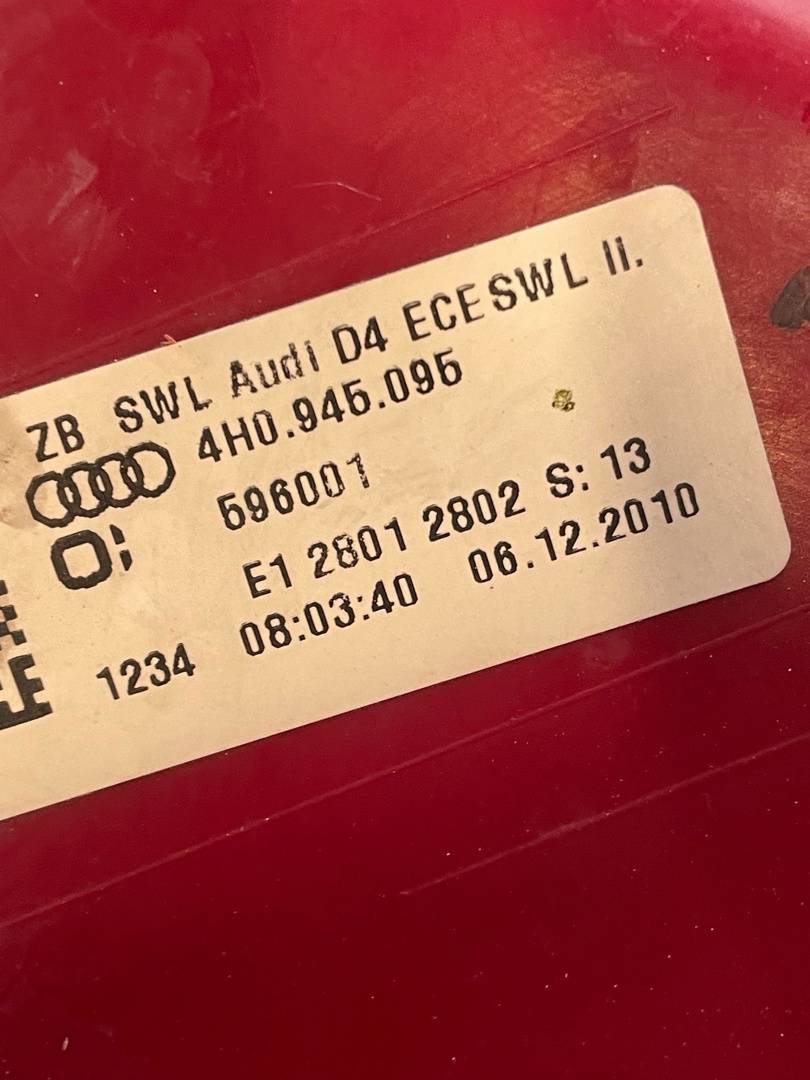 ZB SWL Audi D4 ECE SWL II.
4H0.945.095
596001
E1 2801 2802 S: 13
1234 08:03:40 06.12.2010